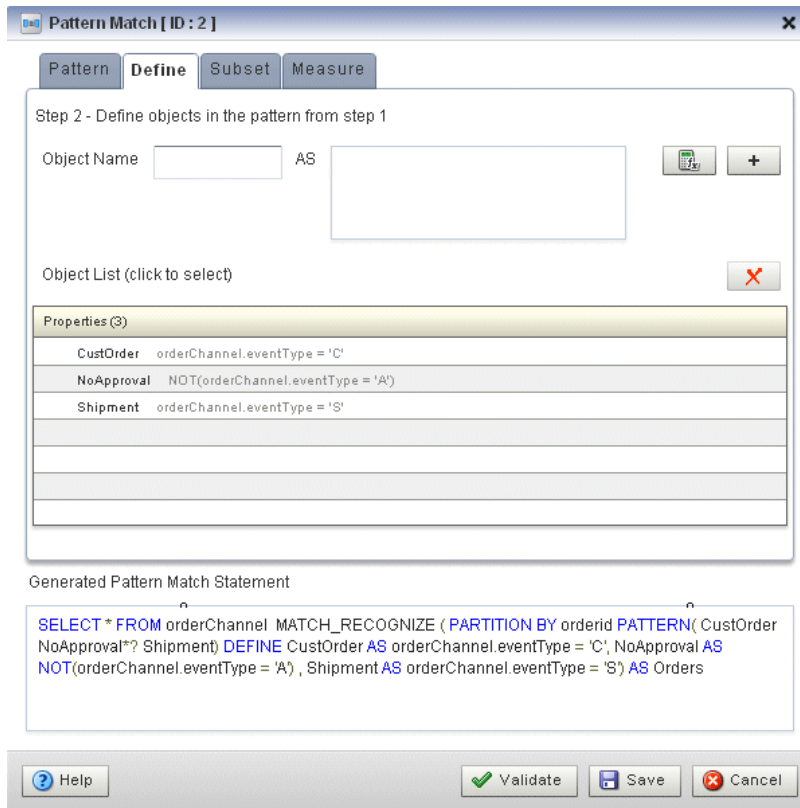 Pattern Match [ ID : 2 ]
Pattern Define Subset Measure
Step 2 - Define objects in the pattern from step 1
Object Name AS
+
Object List (click to select)
Properties (3)
CustOrder orderChannel.eventType = 'C'
NoApproval NOT(orderChannel.eventType = 'A')
Shipment orderChannel.eventType = 'S'
Generated Pattern Match Statement
SELECT * FROM orderChannel MATCH_RECOGNIZE ( PARTITION BY orderid PATTERN( CustOrder
NoApproval*? Shipment) DEFINE CustOrder AS orderChannel.eventType = 'C', NoApproval AS
NOT(orderChannel.eventType = 'A') , Shipment AS orderChannel.eventType = 'S') AS Orders
Help Validate Save Cancel